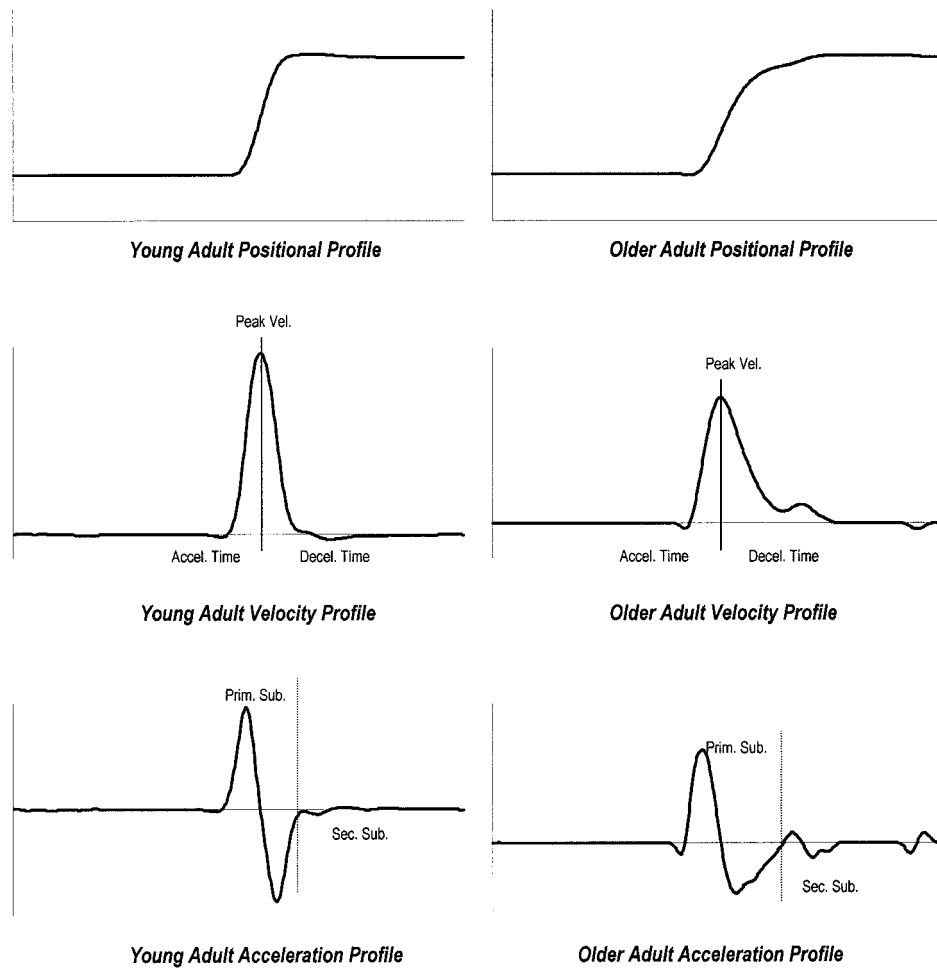 Young Adult Positional Profile
Older Adult Positional Profile
Peak Vel.
Accel. Time
Decel. Time
Young Adult Velocity Profile
Peak Vel.
Accel. Time
Decel. Time
Older Adult Velocity Profile
Prim. Sub.
Sec. Sub.
Young Adult Acceleration Profile
Prim. Sub.
Sec. Sub.
Older Adult Acceleration Profile